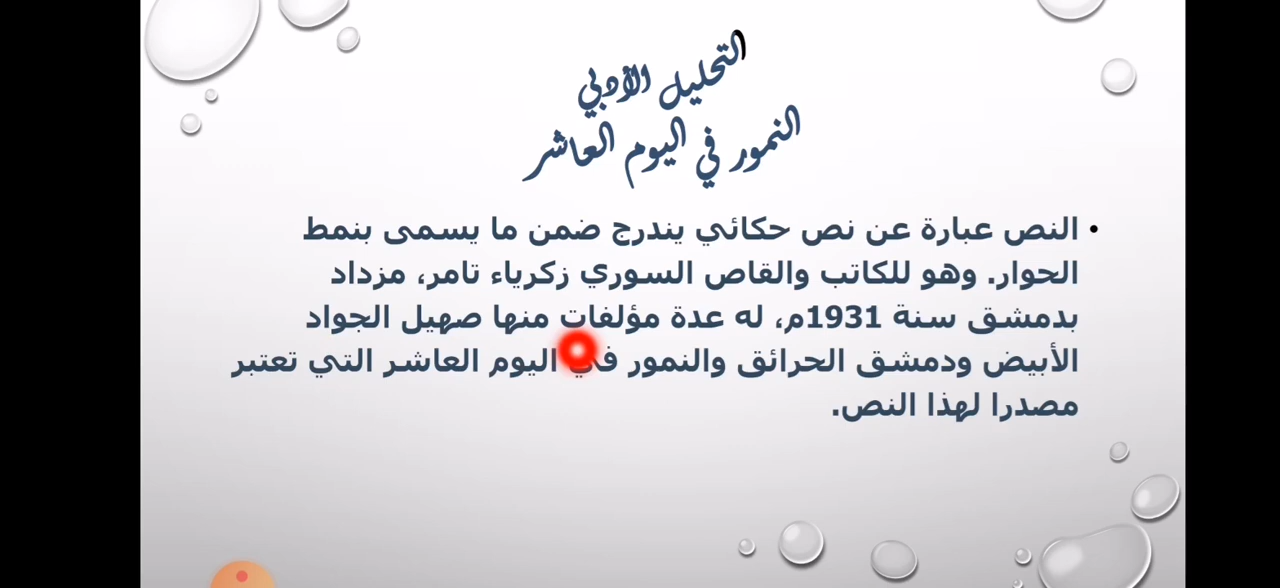 التحليل الأدبي
النمور في اليوم العاشر
• النص عبارة عن نص حكائي يندرج ضمن ما يسمى بنمط
الحوار. وهو للكاتب والقاص السوري زكرياء تامر، مزداد
بدمشق سنة 1931م، له عدة مؤلفات منها صهيل الجواد
الأبيض ودمشق الحرائق والنمور في اليوم العاشر التي تعتبر
مصدرا لهذا النص.